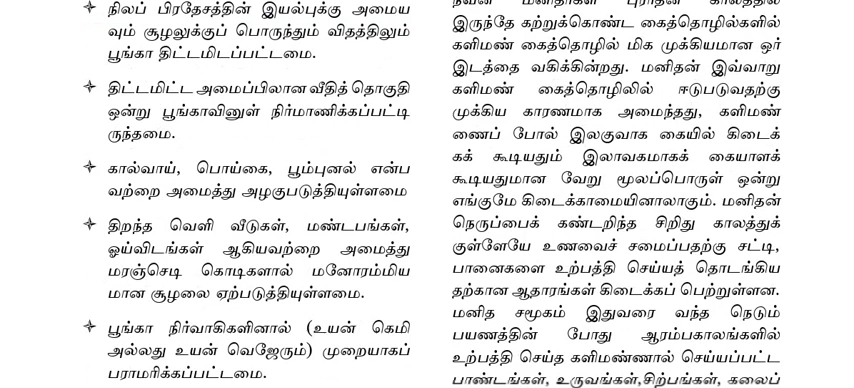 நிலப் பிரதேசத்தின் இயல்புக்கு அமைய
வும் சூழலுக்குப் பொருந்தும் விதத்திலும்
பூங்கா திட்டமிடப்பட்டமை.
திட்டமிட்ட அமைப்பிலான வீதித் தொகுதி
ஒன்று பூங்காவினுள் நிர்மாணிக்கப்பட்டி
ருந்தமை.
கால்வாய், பொய்கை, பூம்புனல் என்ப
வற்றை அமைத்து அழகுபடுத்தியுள்ளமை
திறந்த வெளி வீடுகள், மண்டபங்கள்,
ஓய்விடங்கள் ஆகியவற்றை அமைத்து
மரஞ்செடி கொடிகளால் மனோரம்மிய
மான சூழலை ஏற்படுத்தியுள்ளமை.
பூங்கா நிர்வாகிகளினால் (உயன் கெமி
அல்லது உயன் வெஜேரும்) முறையாகப்
பராமரிக்கப்பட்டமை.
நவீன மனிதர்கள் புராதன காலத்தில்
இருந்தே கற்றுக்கொண்ட கைத்தொழில்களில்
களிமண் கைத்தொழில் மிக முக்கியமான ஓர்
இடத்தை வகிக்கின்றது. மனிதன் இவ்வாறு
களிமண் கைத்தொழிலில் ஈடுபடுவதற்கு
முக்கிய காரணமாக அமைந்தது, களிமண்
ணைப் போல் இலகுவாக கையில் கிடைக்
கக் கூடியதும் இலாவகமாகக் கையாளக்
கூடியதுமான வேறு மூலப்பொருள் ஒன்று
எங்குமே கிடைக்காமையினாலாகும். மனிதன்
நெருப்பைக் கண்டறிந்த சிறிது காலத்துக்
குள்ளேயே உணவைச் சமைப்பதற்கு சட்டி,
பானைகளை உற்பத்தி செய்யத் தொடங்கிய
தற்கான ஆதாரங்கள் கிடைக்கப் பெற்றுள்ளன.
மனித சமூகம் இதுவரை வந்த நெடும்
பயணத்தின் போது ஆரம்பகாலங்களில்
உற்பத்தி செய்த களிமண்ணால் செய்யப்பட்ட
பாண்டங்கள், உருவங்கள்,சிற்பங்கள், கலைப்